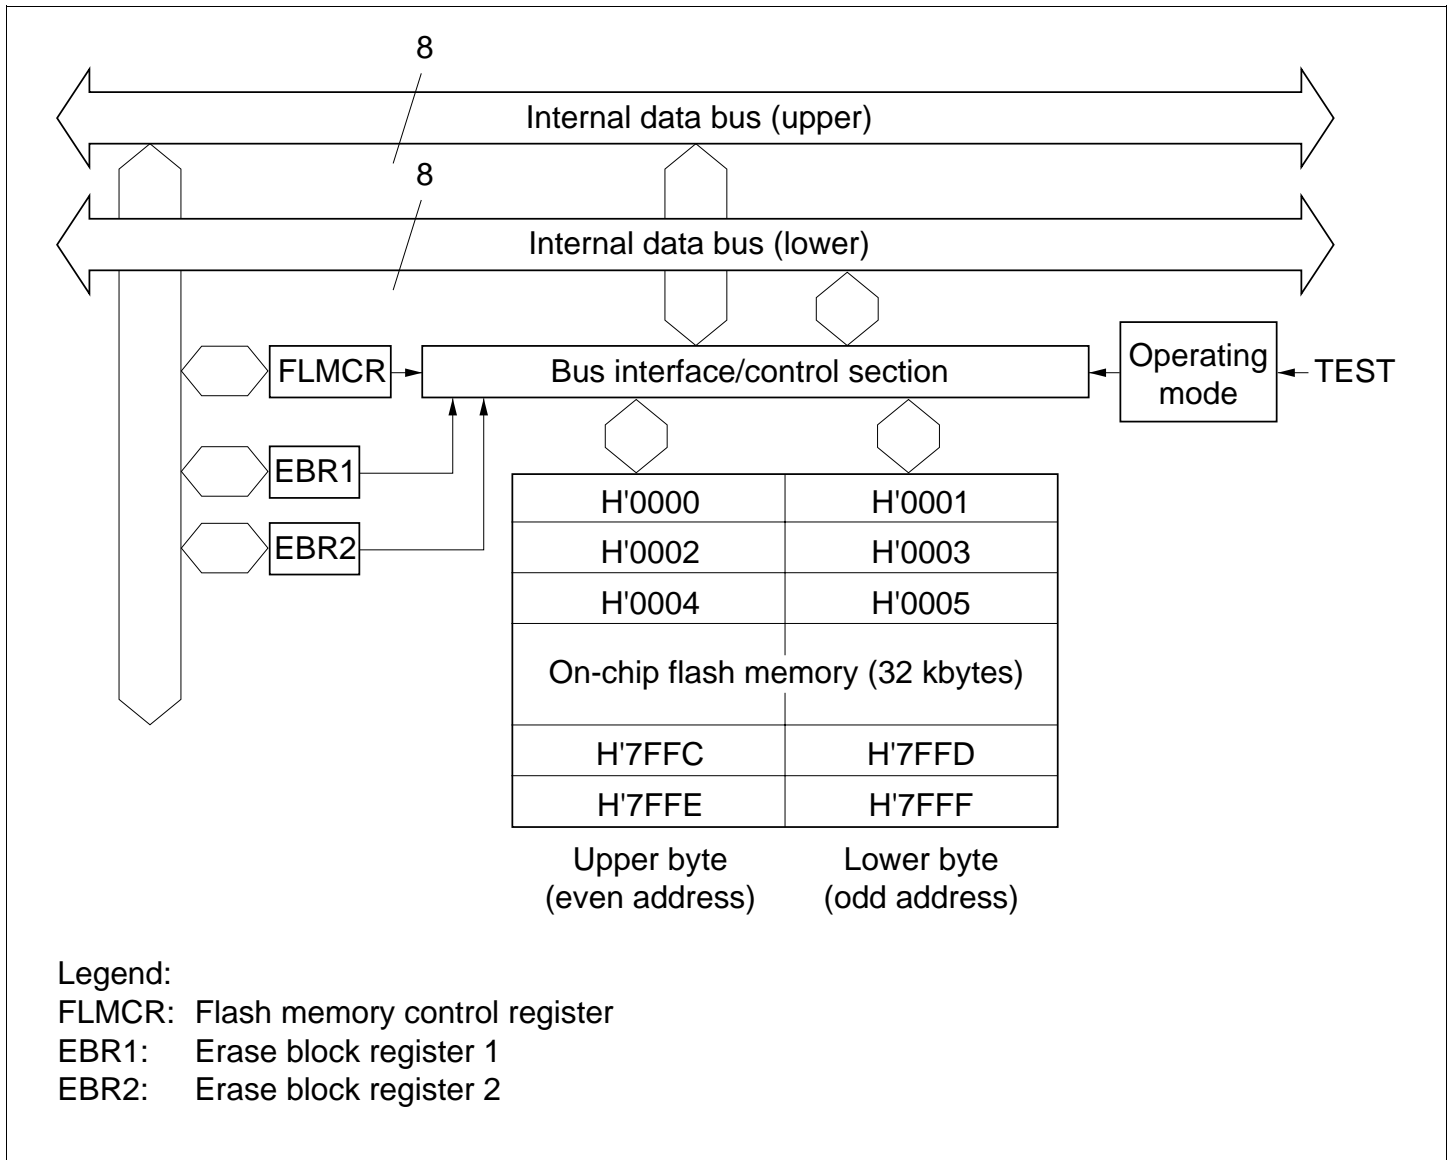 8
Internal data bus (upper)
8
Internal data bus (lower)
FLMCR
Bus interface/control section
Operating
mode
TEST
EBR1
EBR2
H'0000 H'0001
H'0002 H'0003
H'0004 H'0005
On-chip flash memory (32 kbytes)
H'7FFC H'7FFD
H'7FFE H'7FFF
Upper byte
(even address)
Lower byte
(odd address)
Legend:
FLMCR: Flash memory control register
EBR1: Erase block register 1
EBR2: Erase block register 2